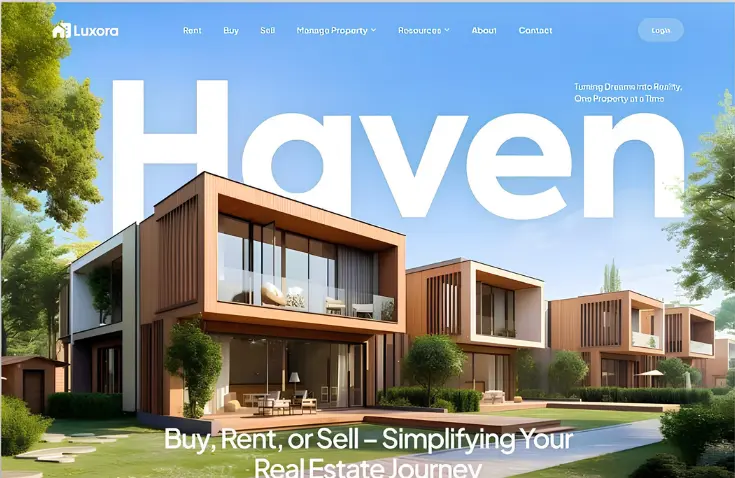 Luxora
Rent Buy Sell Manage Property Resources About Contact Login
Turning Dreams Into Reality,
One Property at a Time
Haven
Buy, Rent, or Sell – Simplifying Your
Real Estate Journey